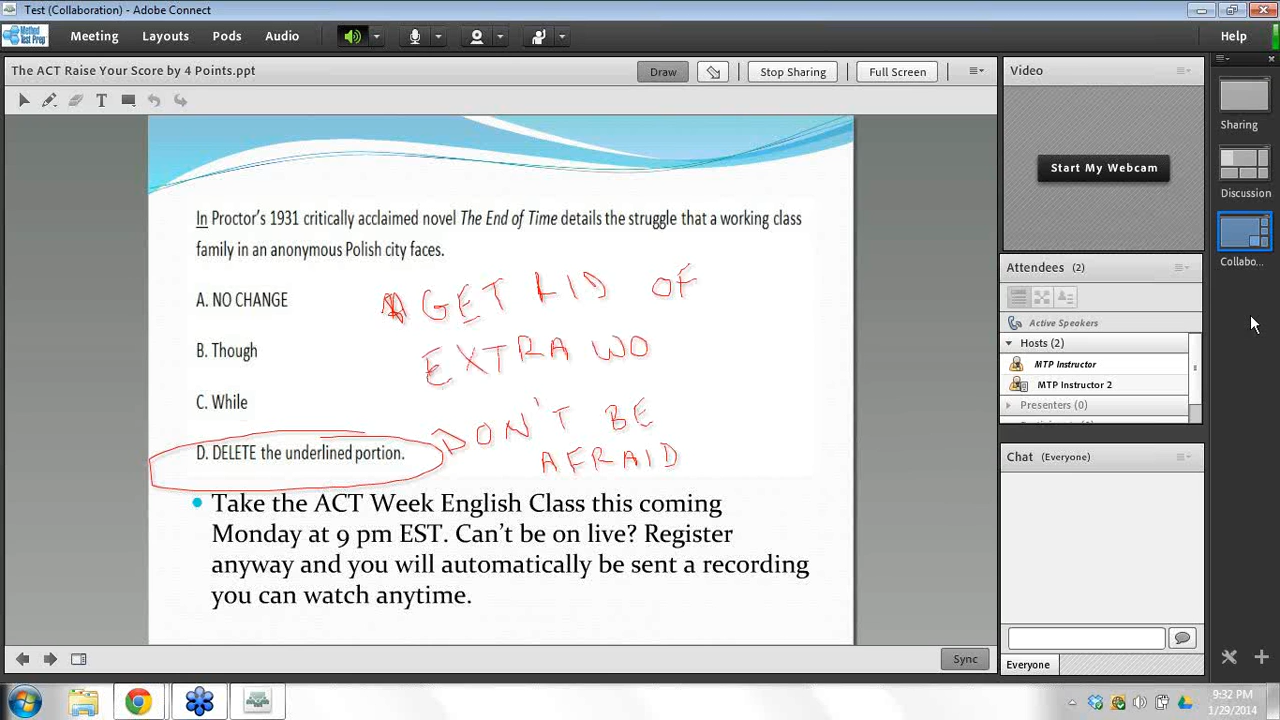 Test (Collaboration) - Adobe Connect
Method Test Prep
Meeting Layouts Pods Audio Help
The ACT Raise Your Score by 4 Points.ppt
Draw Stop Sharing Full Screen
Video
Start My Webcam
Sharing
Discussion
Collabo...
In Proctor's 1931 critically acclaimed novel The End of Time details the struggle that a working class
family in an anonymous Polish city faces.
A. NO CHANGE
B. Though
C. While
D. DELETE the underlined portion.
GET RID OF
EXTRA WO
DON'T BE
AFRAID
Take the ACT Week English Class this coming
Monday at 9 pm EST. Can't be on live? Register
anyway and you will automatically be sent a recording
you can watch anytime.
Attendees (2)
Active Speakers
Hosts (2)
MTP Instructor
MTP Instructor 2
Presenters (0)
Chat (Everyone)
Everyone
Sync
9:32 PM
1/29/2014